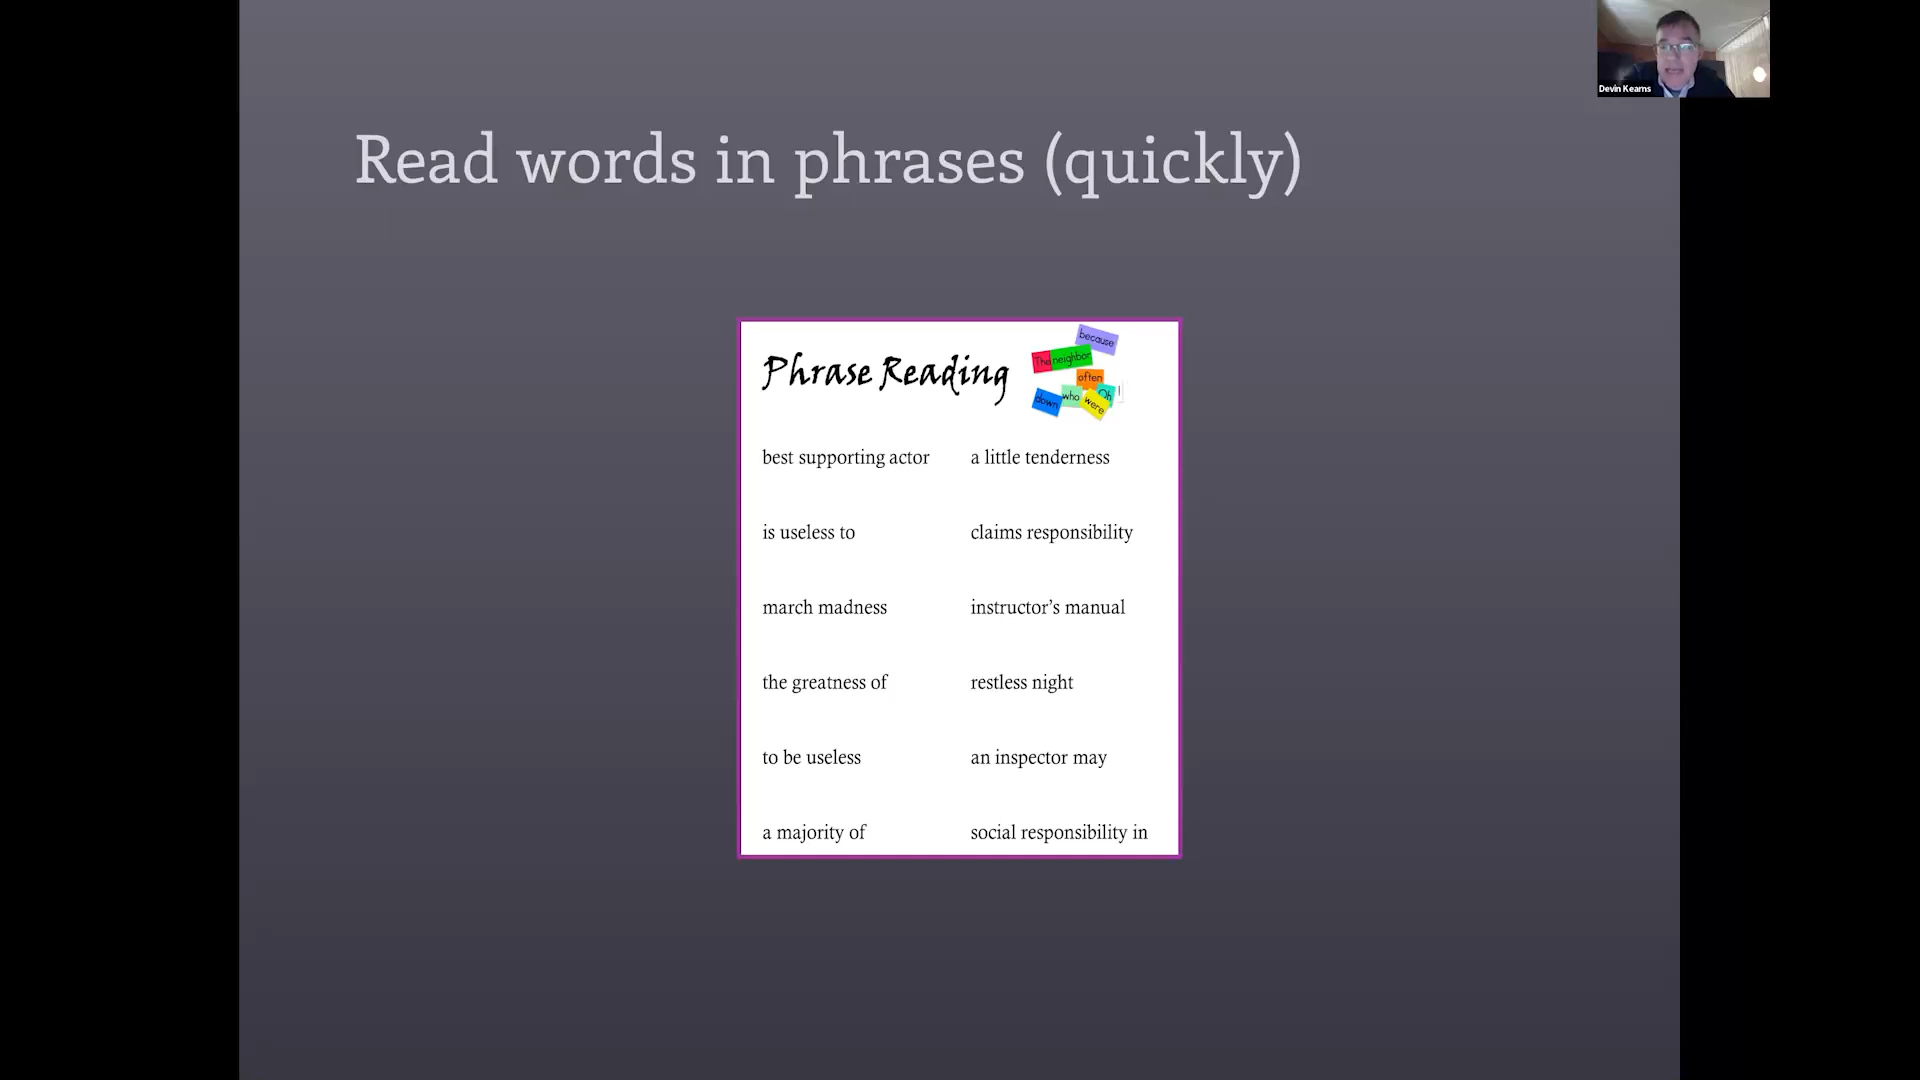 Devin Kearns
Read words in phrases (quickly)
Phrase Reading
because
The neighbor
often
Oh
I
down who were
best supporting actor
a little tenderness
is useless to
claims responsibility
march madness
instructor’s manual
the greatness of
restless night
to be useless
an inspector may
a majority of
social responsibility in